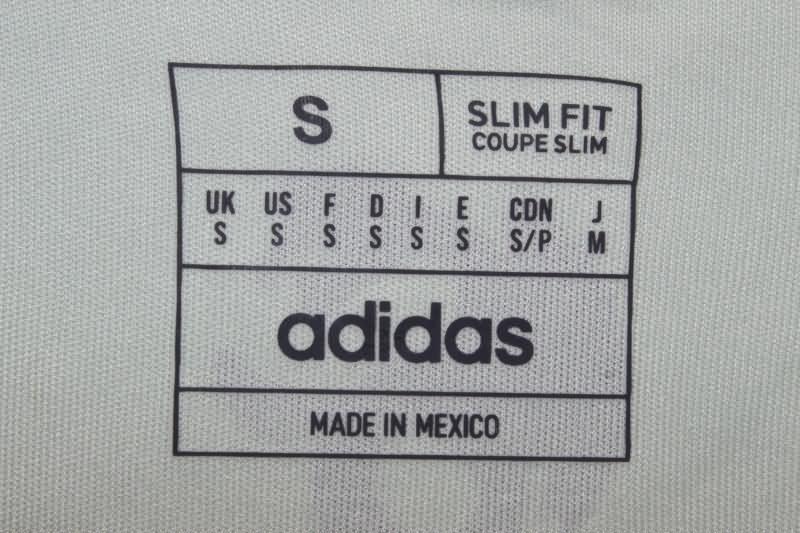 S
SLIM FIT
COUPE SLIM
UK US F D I E CDN J
S S S S S S S/P M
adidas
MADE IN MEXICO